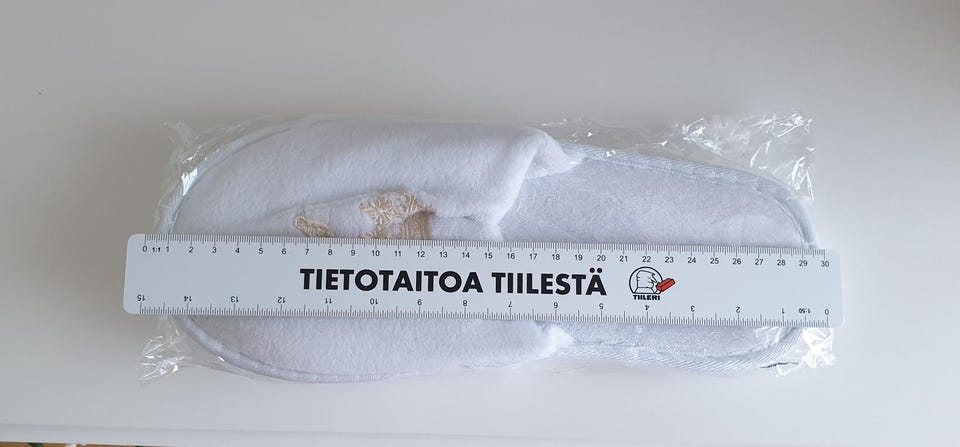 0 1:1 1 2 3 4 5 6 7 8 9 10 11 12 13 14 15 16 17 18 19 20 21 22 23 24 25 26 27 28 29 30
TIETOTAITOA TIILESTÄ
TIILERI
15 14 13 12 11 10 9 8 7 6 5 4 3 2 1 1:50 0